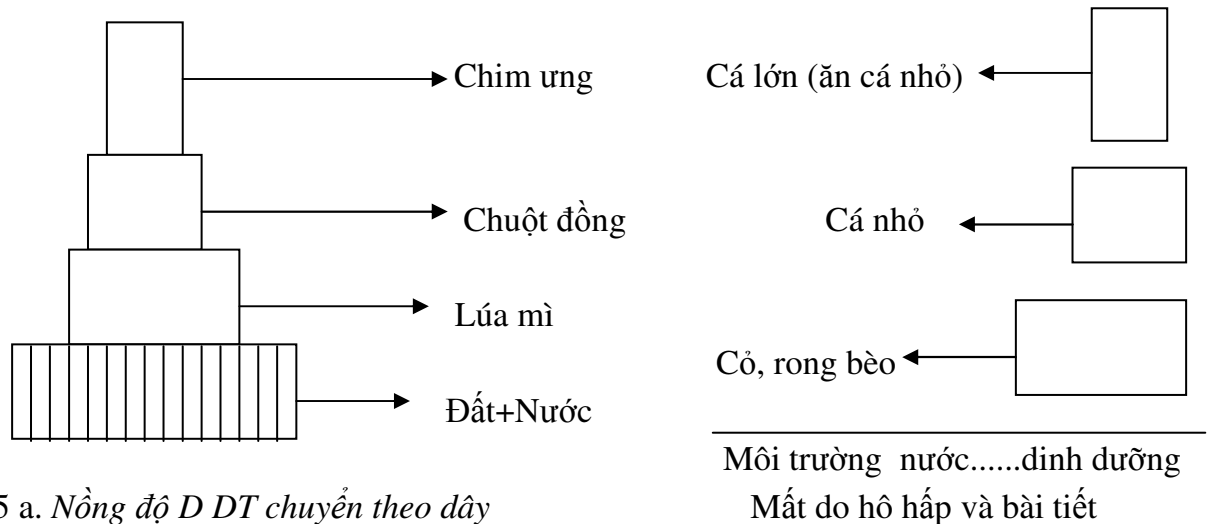 Chim ưng
Chuột đồng
Lúa mì
Đất+Nước
Cá lớn (ăn cá nhỏ)
Cá nhỏ
Cỏ, rong bèo
Môi trường nước......dinh dưỡng
Mất do hô hấp và bài tiết
5 a. Nồng độ D DT chuyển theo dây